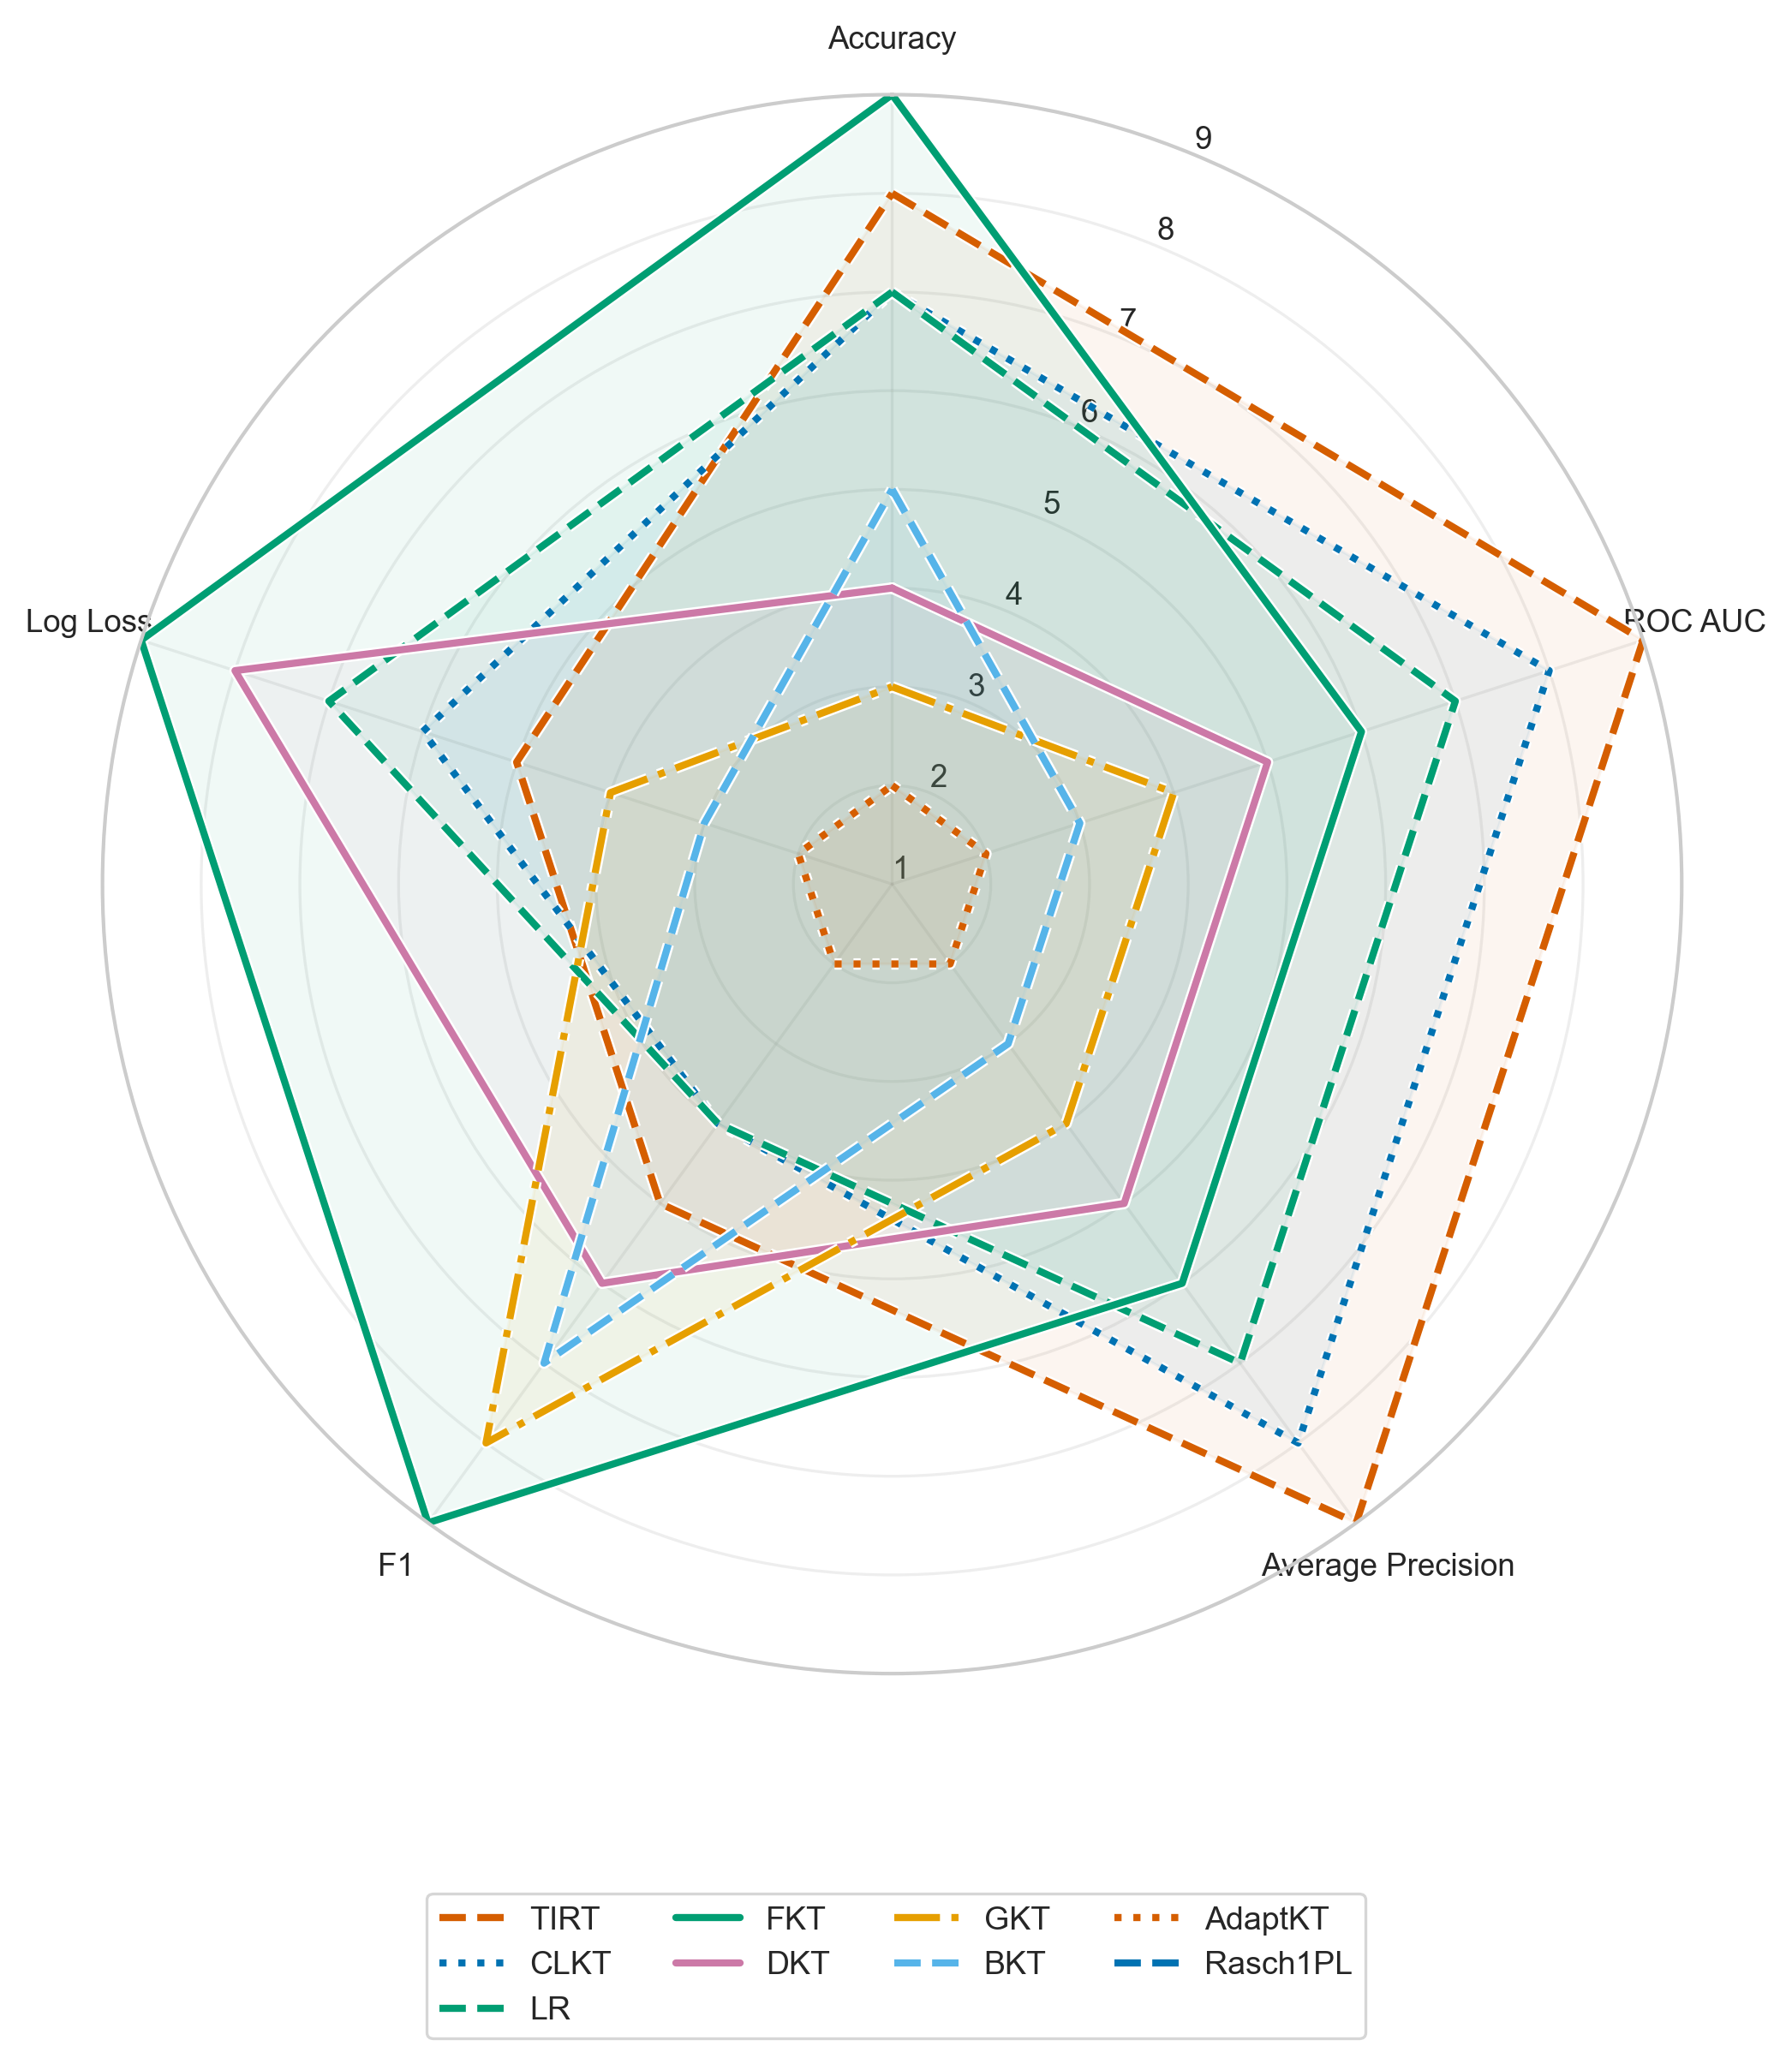 Accuracy
9
8
7
6
5
4
3
2
1
Log Loss
ROC AUC
F1
Average Precision
TIRT FKT GKT AdaptKT
CLKT DKT BKT Rasch1PL
LR